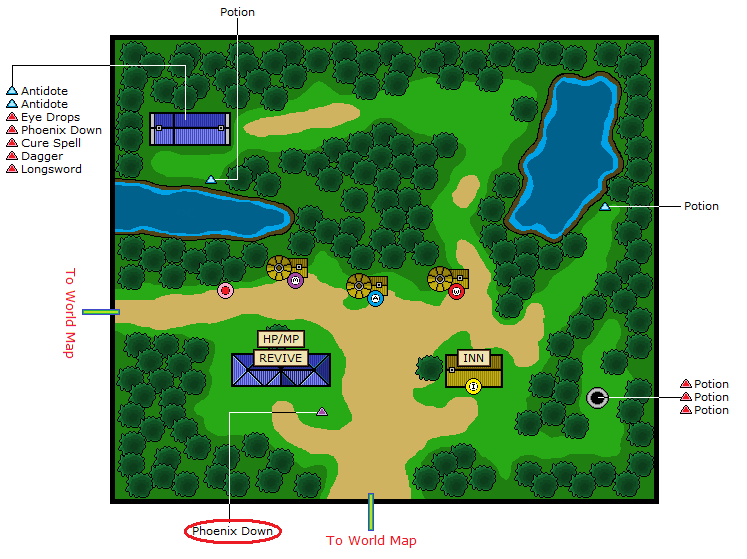 Potion
Antidote
Antidote
Eye Drops
Phoenix Down
Cure Spell
Dagger
Longsword
Potion
To World Map
W
A
W
HP/MP
REVIVE
INN
I
Potion
Potion
Potion
Phoenix Down
To World Map